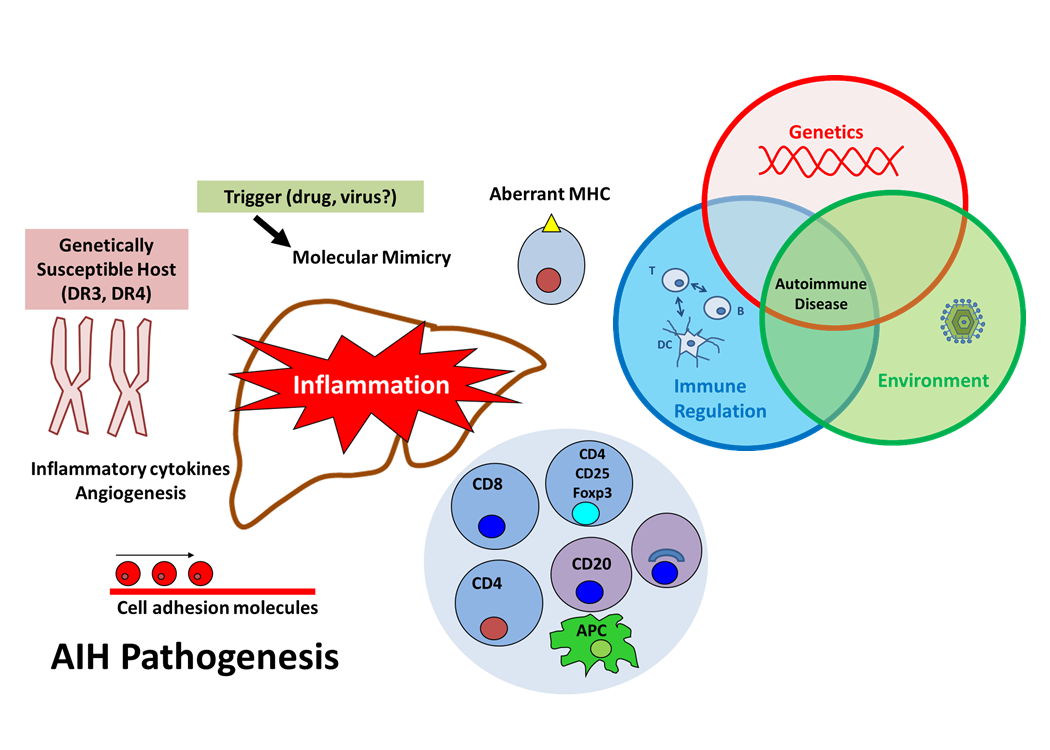 Genetics
Trigger (drug, virus?)
Aberrant MHC
Molecular Mimicry
Genetically
Susceptible Host
(DR3, DR4)
T
B
DC
Autoimmune
Disease
Immune
Regulation
Environment
Inflammation
Inflammatory cytokines
Angiogenesis
CD8
CD4
CD25
Foxp3
CD4
CD20
APC
Cell adhesion molecules
AIH Pathogenesis